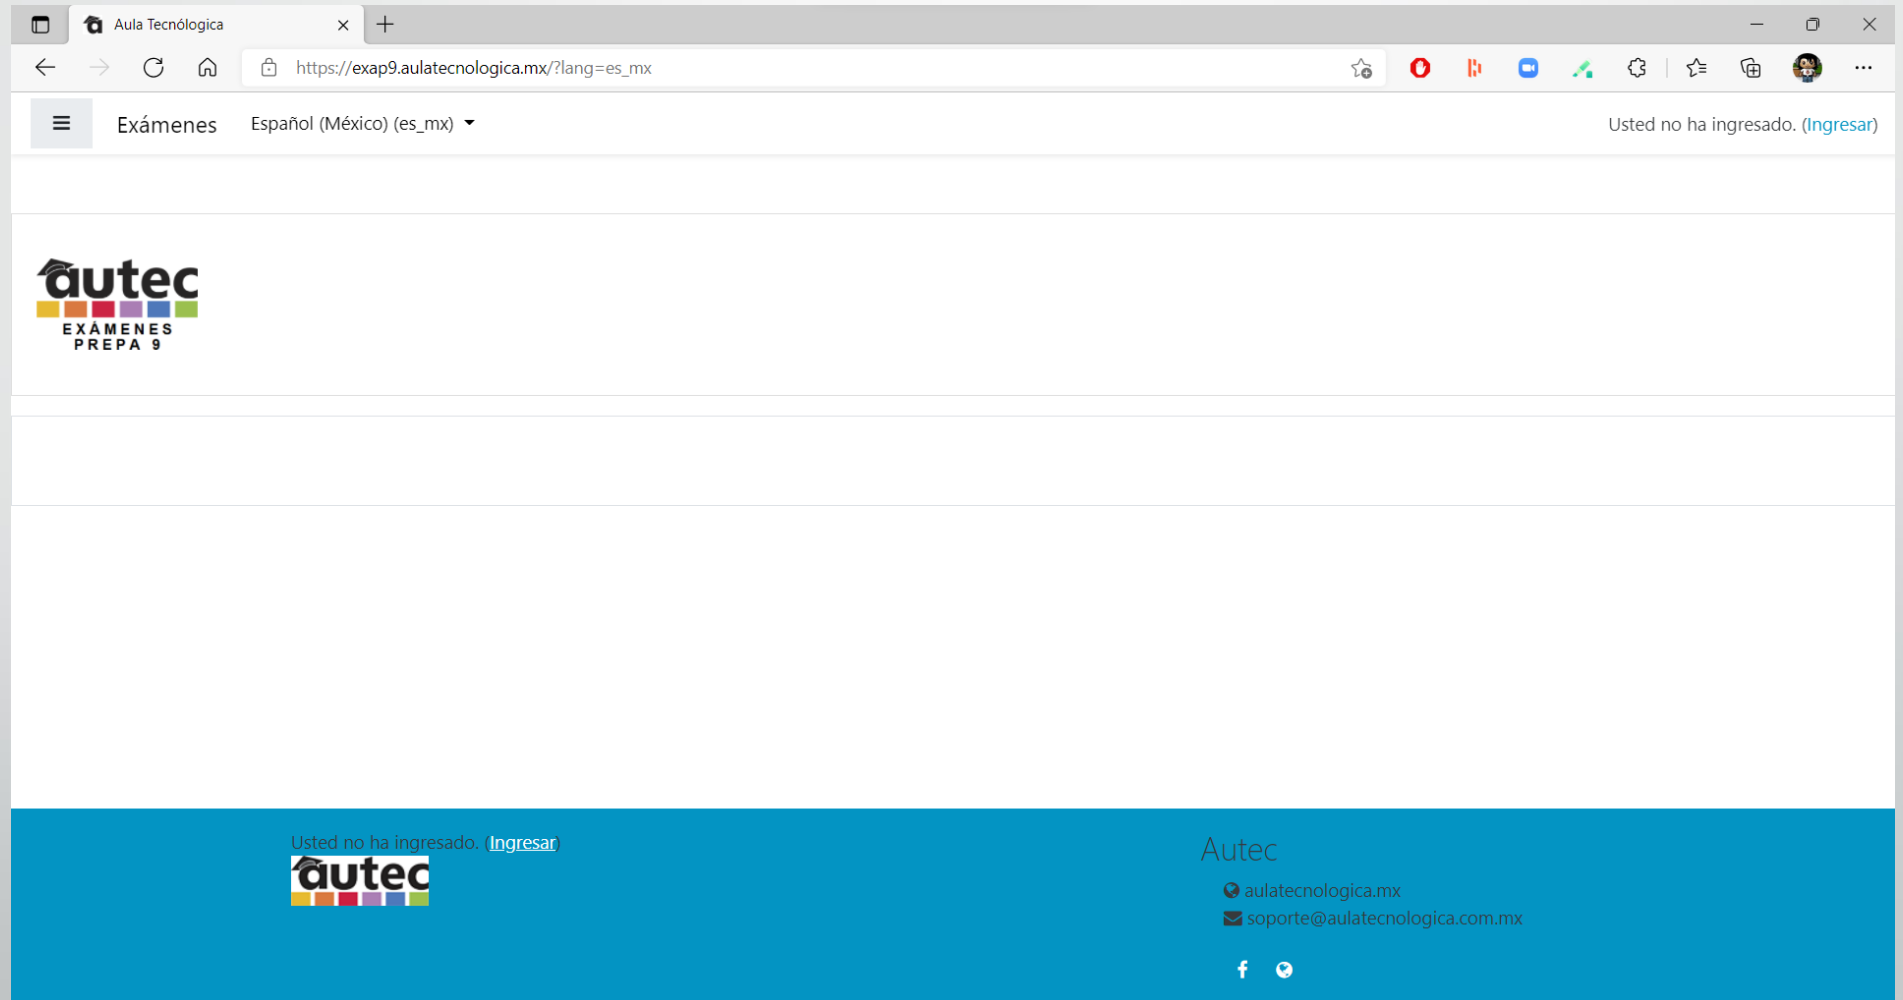 Aula Tecnólogica
https://exap9.aulatecnologica.mx/?lang=es_mx
Exámenes
Español (México) (es_mx)
Usted no ha ingresado. (Ingresar)
autec
EXÁMENES
PREPA 9
Usted no ha ingresado. (Ingresar)
autec
Autec
aulatecnologica.mx
soporte@aulatecnologica.com.mx